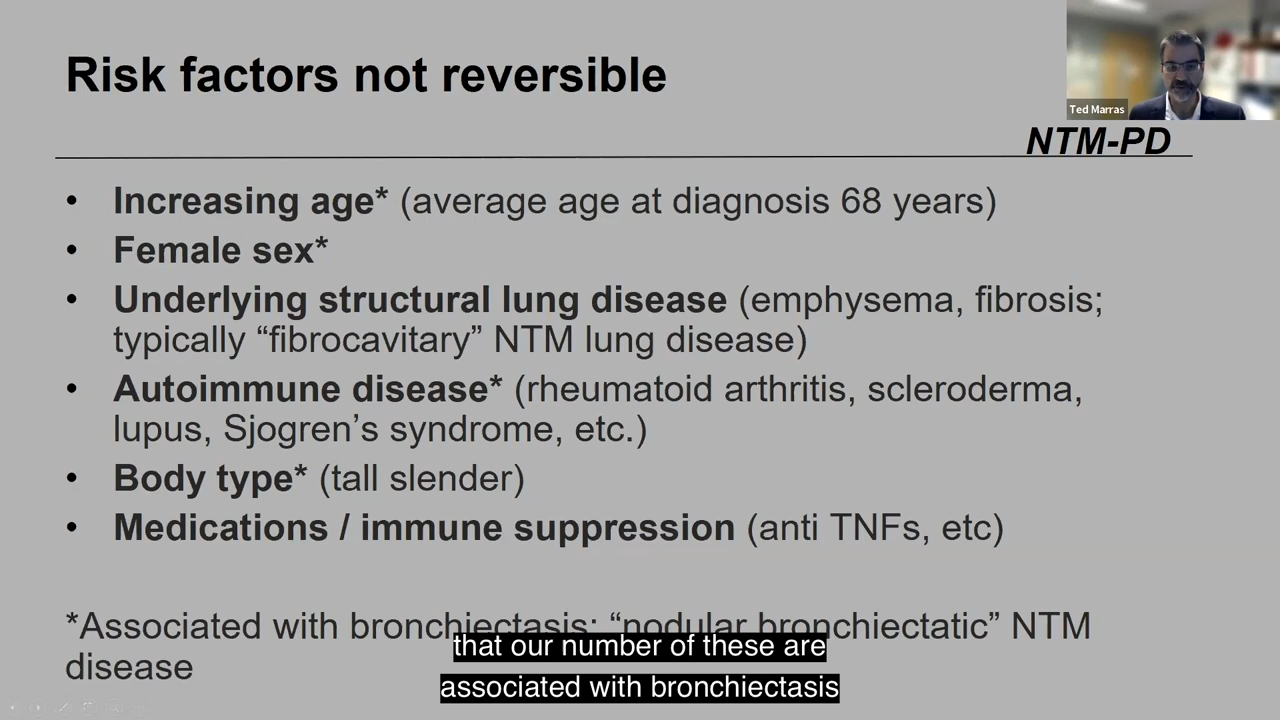 Risk factors not reversible
Ted Marras
NTM-PD
• Increasing age* (average age at diagnosis 68 years)
• Female sex*
• Underlying structural lung disease (emphysema, fibrosis;
typically “fibrocavitary” NTM lung disease)
• Autoimmune disease* (rheumatoid arthritis, scleroderma,
lupus, Sjogren’s syndrome, etc.)
• Body type* (tall slender)
• Medications / immune suppression (anti TNFs, etc)
*Associated with bronchiectasis; “nodular bronchiectatic” NTM
disease
that our number of these are
associated with bronchiectasis